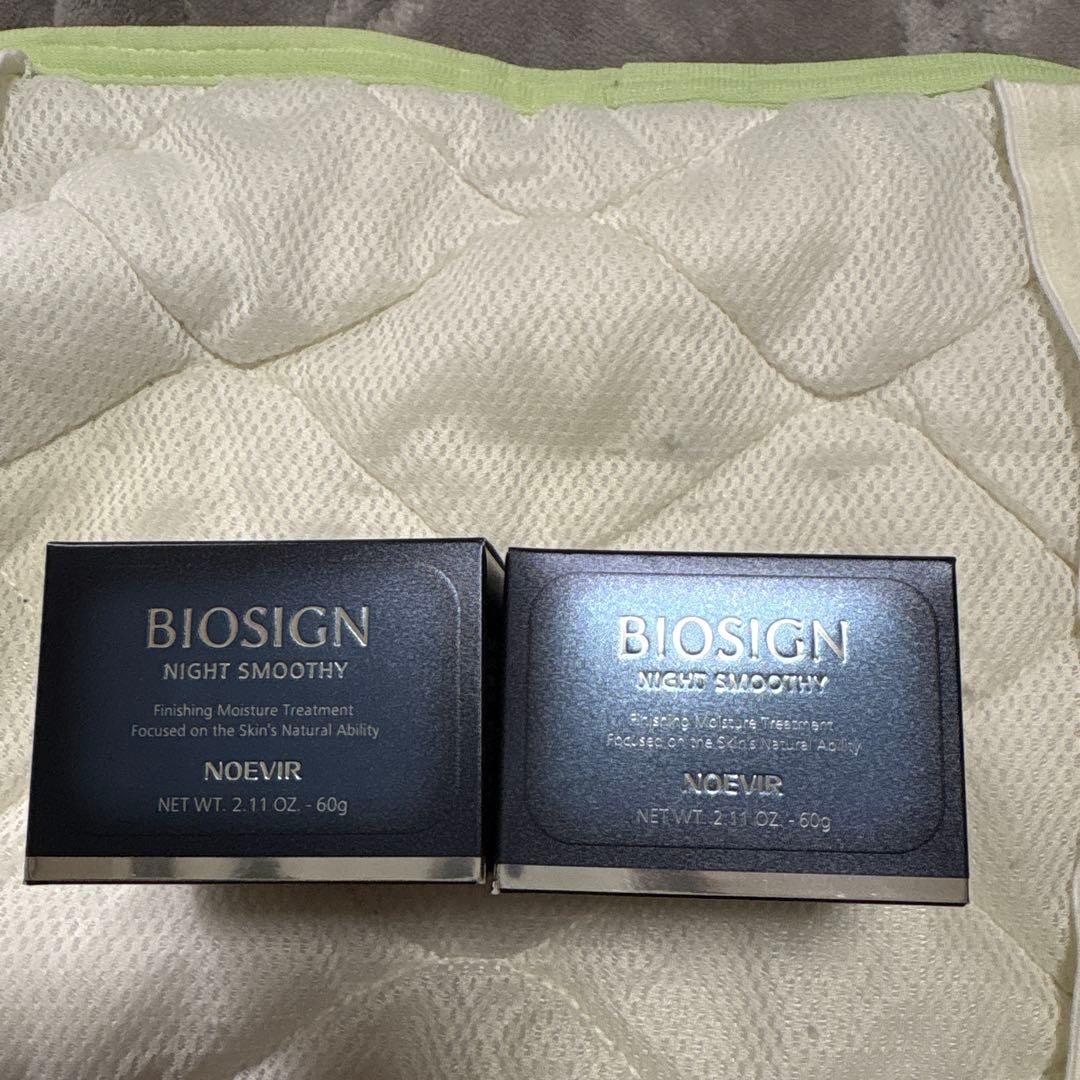 BIOSIGN
NIGHT SMOOTHY
Finishing Moisture Treatment
Focused on the Skin's Natural Ability
NOEVIR
NET WT. 2.11 OZ. - 60g
BIOSIGN
NIGHT SMOOTHY
Finishing Moisture Treatment
Focused on the Skin's Natural Ability
NOEVIR
NET WT. 2.11 OZ. - 60g